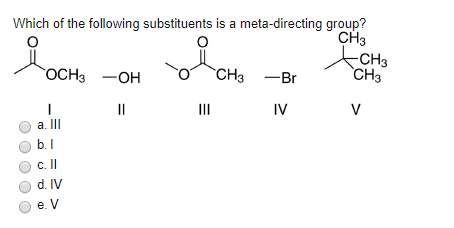 Which of the following substituents is a meta-directing group?
O O CH3
CH3
OCH3 —OH O CH3 —Br CH3
I II III IV V
a. III
b. I
c. II
d. IV
e. V